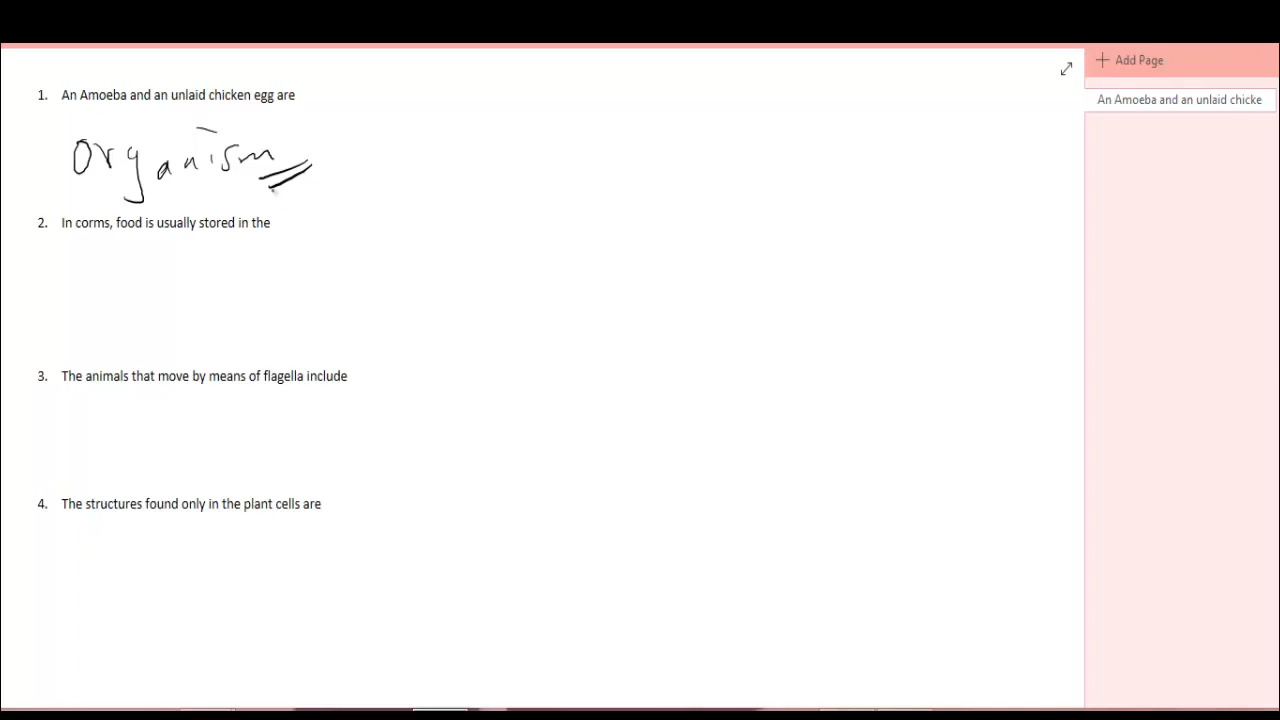 Add Page
An Amoeba and an unlaid chicke
1. An Amoeba and an unlaid chicken egg are
Organism
2. In corms, food is usually stored in the
3. The animals that move by means of flagella include
4. The structures found only in the plant cells are